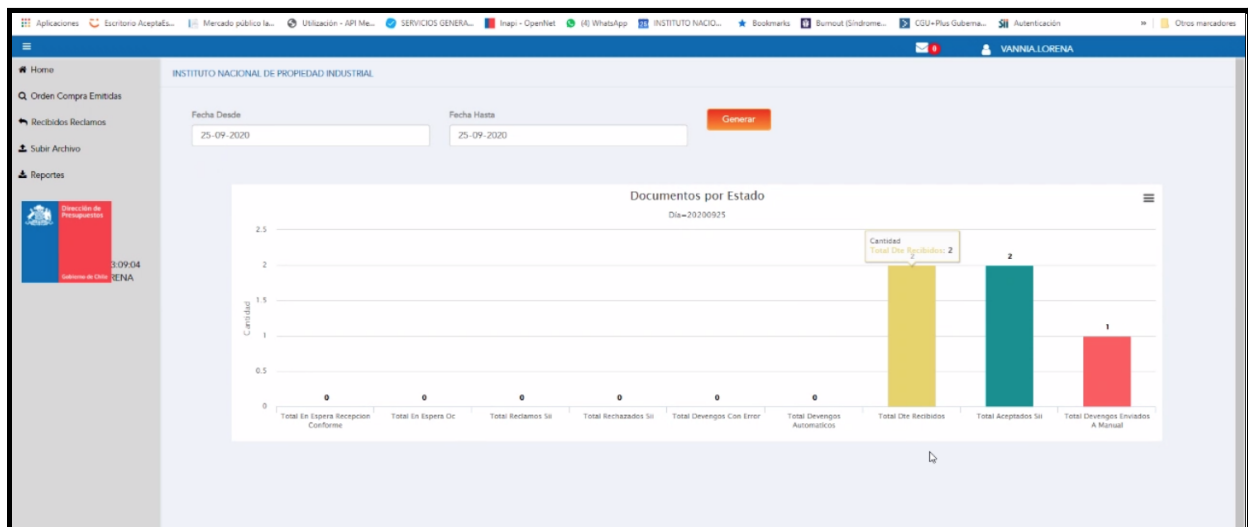 Aplicaciones Escritorio AceptaEs... Mercado público la... Utilización - API Me... SERVICIOS GENERA... Inapi - OpenNet (4) WhatsApp INSTITUTO NACIO... Bookmarks Burnout (Síndrome... CGU+Plus Guberna... Sii Autenticación » Otros marcadores
0 VANNIA.LORENA
Home
INSTITUTO NACIONAL DE PROPIEDAD INDUSTRIAL
Orden Compra Emitidas
Recibidos Reclamos
Subir Archivo
Reportes
Fecha Desde
25-09-2020
Fecha Hasta
25-09-2020
Generar
Dirección de
Presupuestos
Gobierno de Chile
3:09:04
RENA
Documentos por Estado
Día=20200925
Cantidad
2.5
2
1.5
1
0.5
0
Cantidad
Total Dte Recibidos: 2
0 0 0 0 0 0 2 2 1
Total En Espera Recepcion Conforme
Total En Espera Oc
Total Reclamos Sii
Total Rechazados Sii
Total Devengos Con Error
Total Devengos Automaticos
Total Dte Recibidos
Total Aceptados Sii
Total Devengos Enviados A Manual